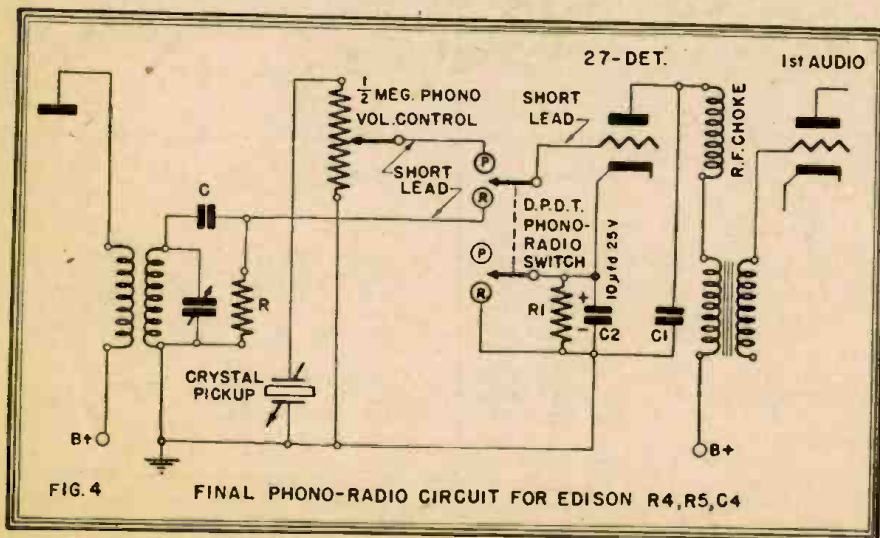 27-DET.
1st AUDIO
1/2 MEG. PHONO
VOL. CONTROL
SHORT
LEAD
R.F. CHOKE
P
SHORT
LEAD
C
R
D.P.D.T.
PHONO-
RADIO
SWITCH
P
R
R
R1
+
-
10 µfd 25V
C2
C1
CRYSTAL
PICKUP
B+
B+
FIG. 4
FINAL PHONO-RADIO CIRCUIT FOR EDISON R4, R5, C4